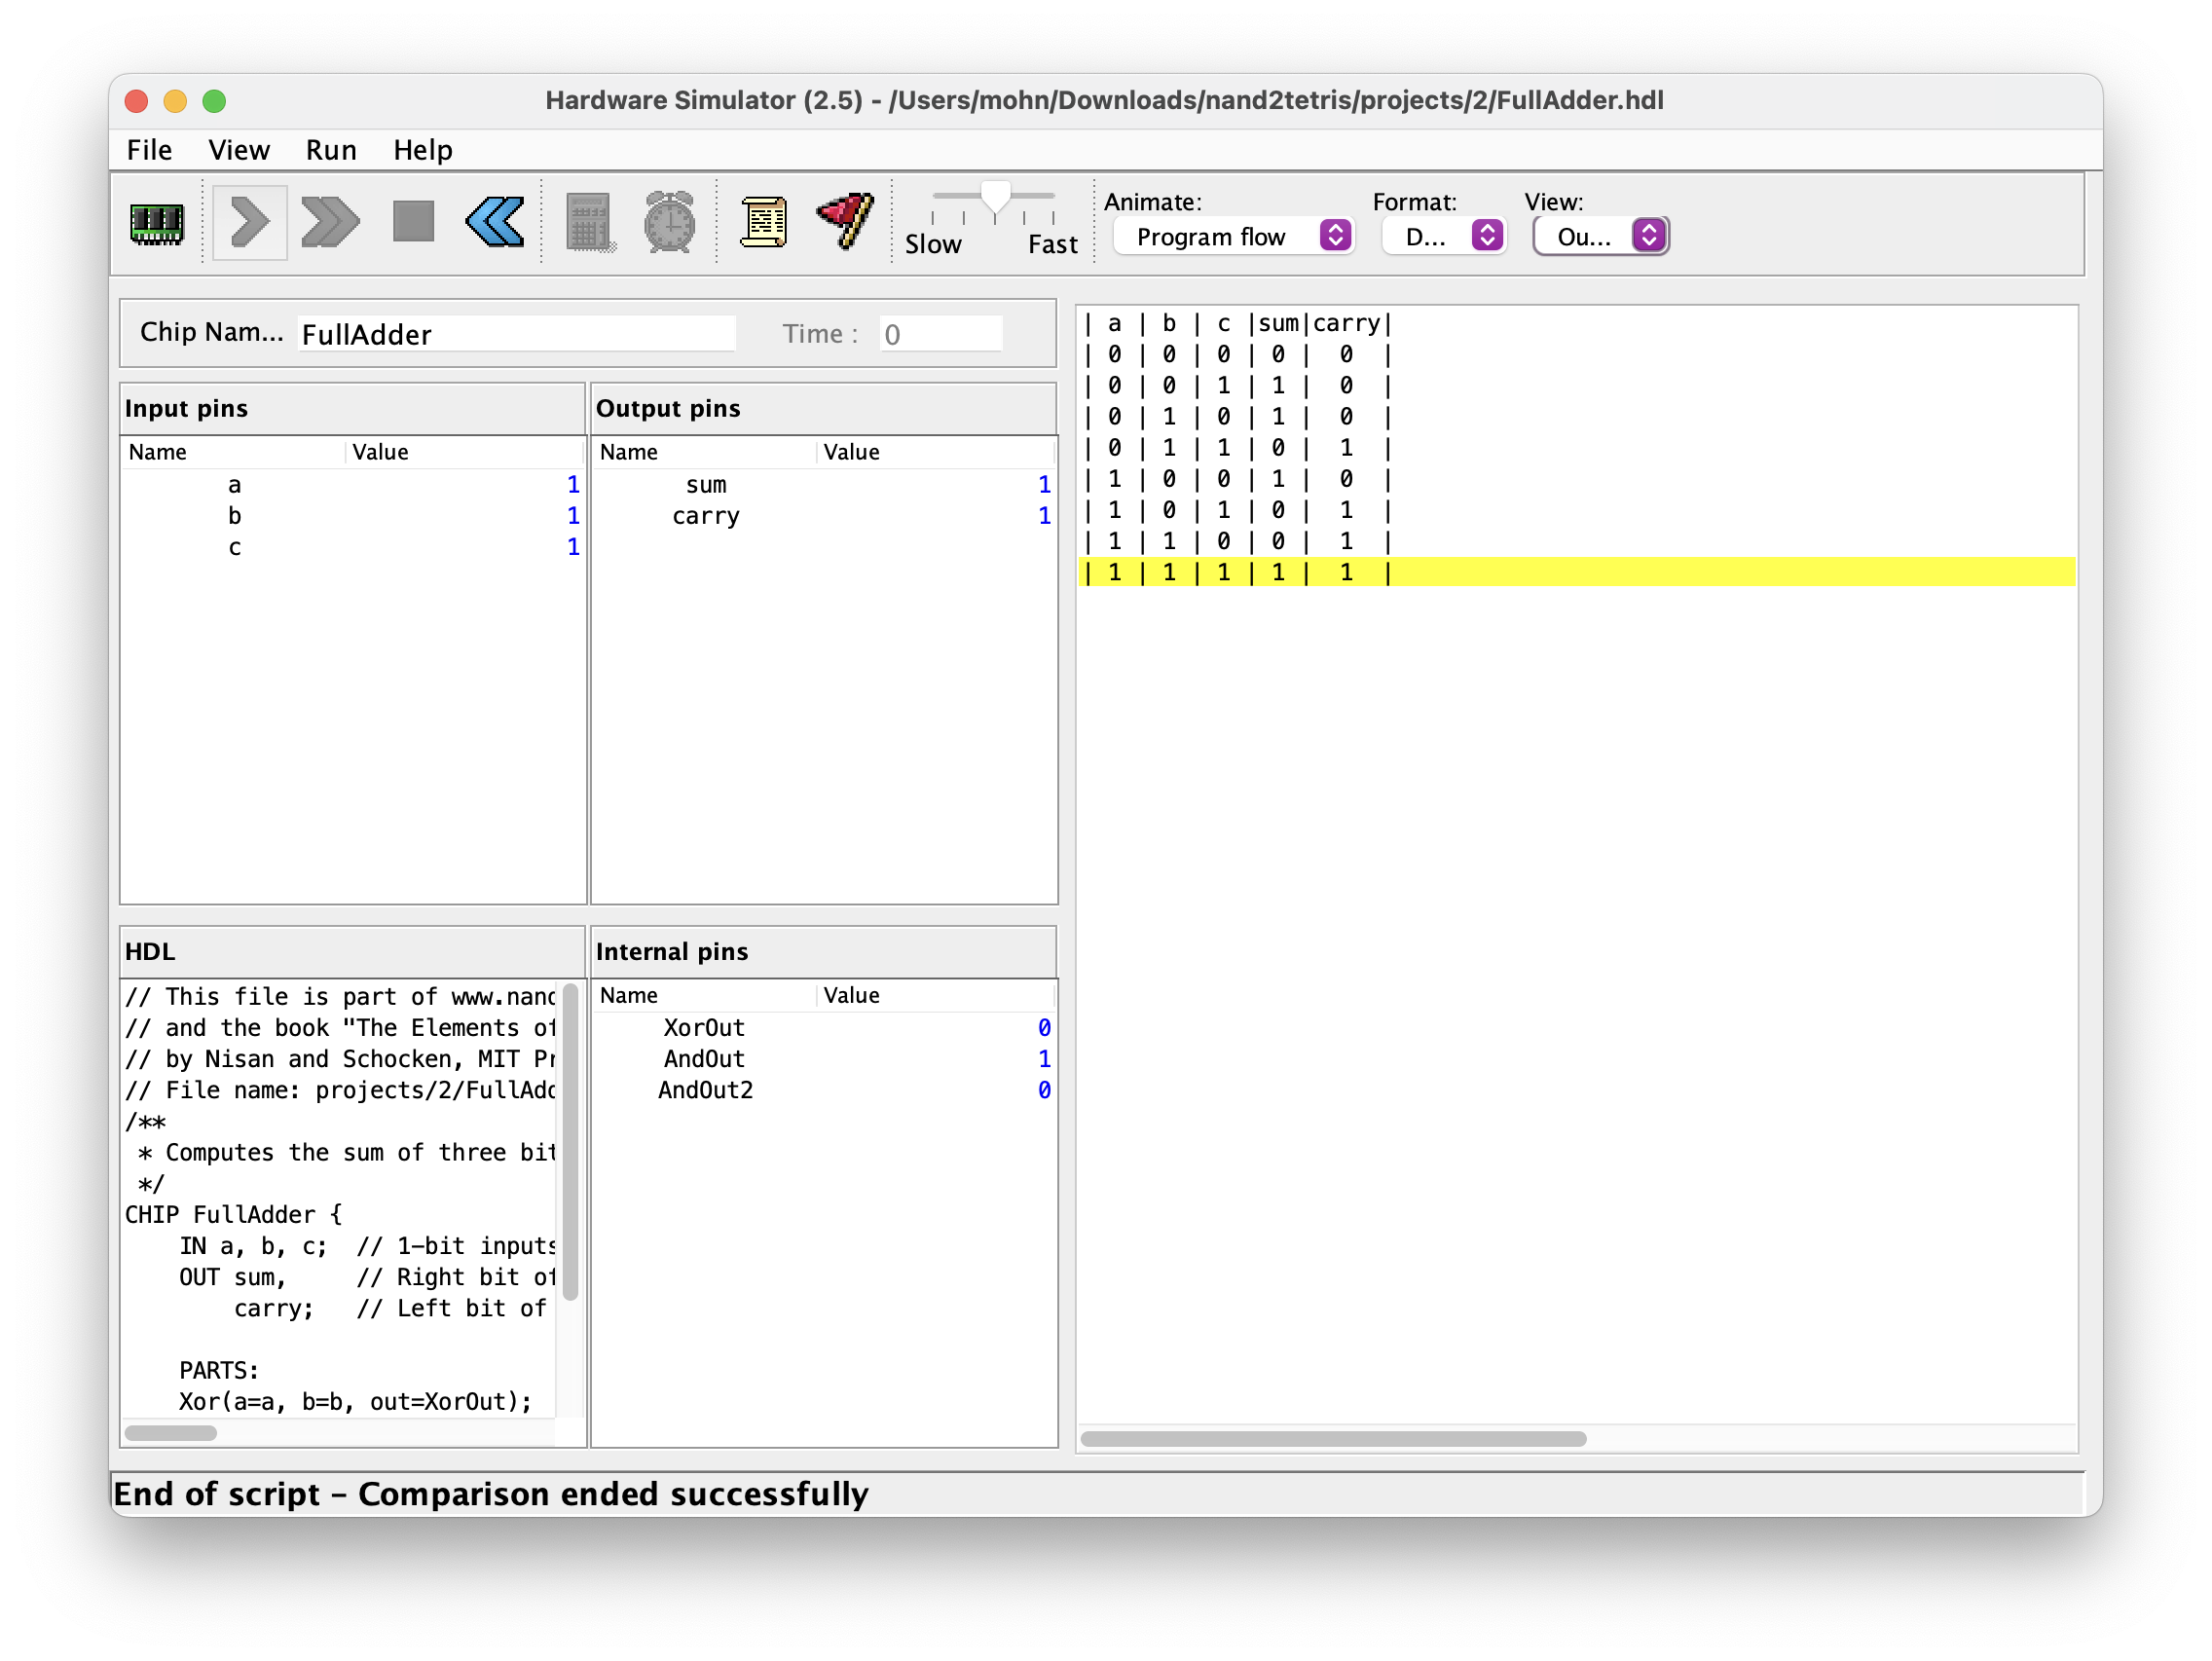 Hardware Simulator (2.5) - /Users/mohn/Downloads/nand2tetris/projects/2/FullAdder.hdl
File View Run Help
Slow Fast
Animate: Format: View:
Program flow D... Ou...
Chip Nam... FullAdder Time : 0
Input pins
Name Value
a 1
b 1
c 1
Output pins
Name Value
sum 1
carry 1
HDL
// This file is part of www.nand
// and the book "The Elements of
// by Nisan and Schocken, MIT Pr
// File name: projects/2/FullAdd
/**
 * Computes the sum of three bit
 */
CHIP FullAdder {
    IN a, b, c;  // 1-bit inputs
    OUT sum,     // Right bit of
        carry;   // Left bit of
    PARTS:
    Xor(a=a, b=b, out=XorOut);
Internal pins
Name Value
XorOut 0
AndOut 1
AndOut2 0
| a | b | c |sum|carry|
| 0 | 0 | 0 | 0 |  0  |
| 0 | 0 | 1 | 1 |  0  |
| 0 | 1 | 0 | 1 |  0  |
| 0 | 1 | 1 | 0 |  1  |
| 1 | 0 | 0 | 1 |  0  |
| 1 | 0 | 1 | 0 |  1  |
| 1 | 1 | 0 | 0 |  1  |
| 1 | 1 | 1 | 1 |  1  |
End of script - Comparison ended successfully